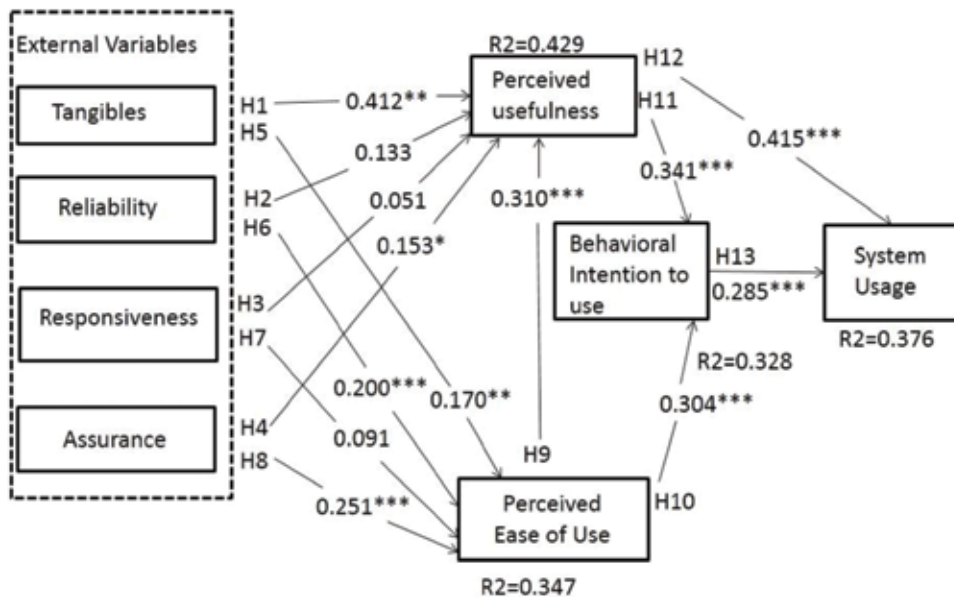 External Variables
Tangibles
Reliability
Responsiveness
Assurance
H1
H5
H2
H6
H3
H7
H4
H8
0.412**
0.133
0.051
0.153*
0.200***
0.170**
0.091
0.251***
R2=0.429
Perceived
usefulness
H12
H11
0.415***
0.341***
0.310***
H9
Behavioral
Intention to
use
H13
0.285***
R2=0.328
0.304***
System
Usage
R2=0.376
Perceived
Ease of Use
H10
R2=0.347